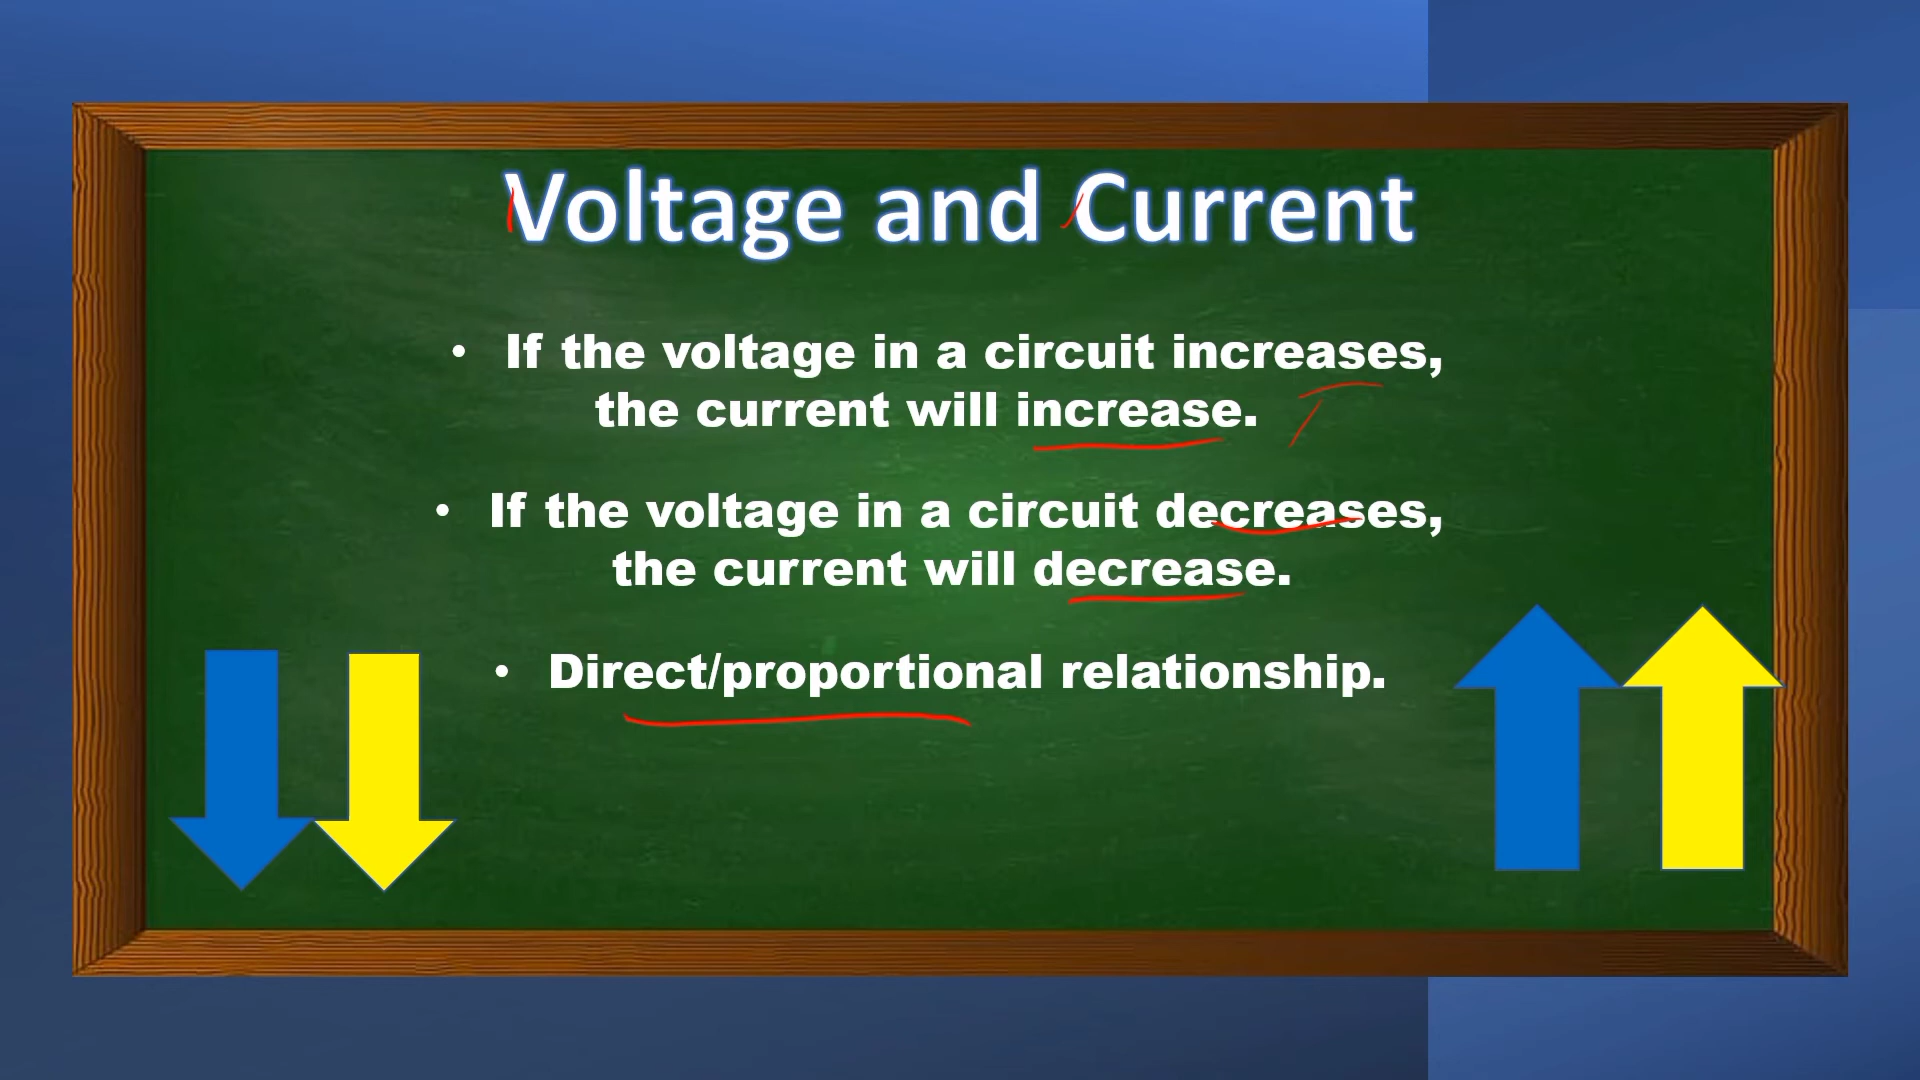 Voltage and Current
• If the voltage in a circuit increases,
the current will increase.
• If the voltage in a circuit decreases,
the current will decrease.
• Direct/proportional relationship.